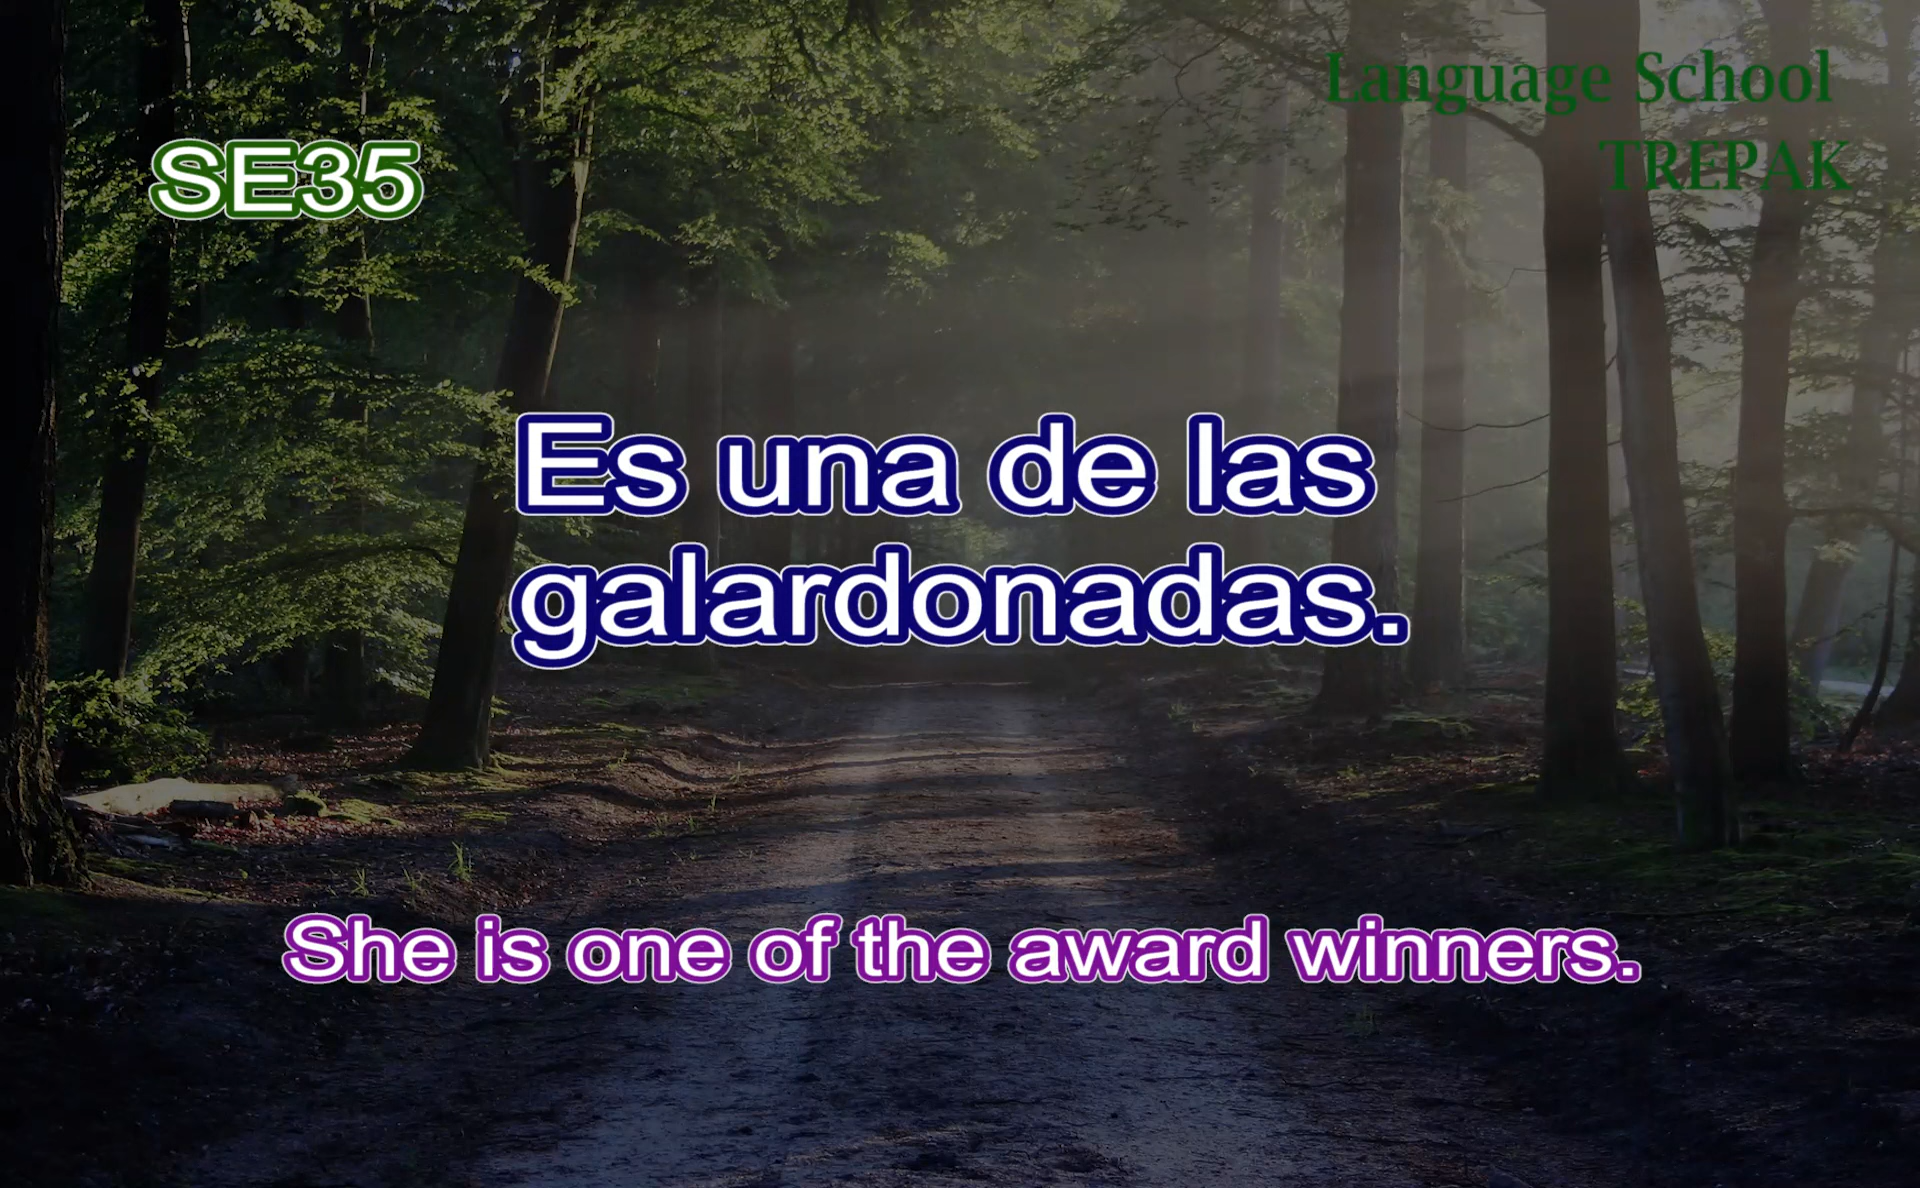 Language School
TREPAK
SE35
Es una de las
galardonadas.
She is one of the award winners.